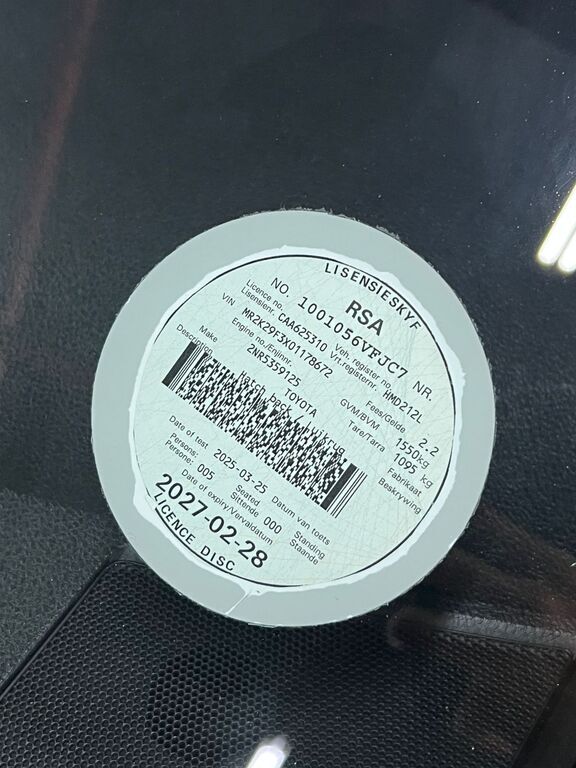 LISENSIESKYF
RSA
NO. 1001056VFJC7 NR.
Licence no. Veh. register no.
Lisensienr. CAA625310 Vrt.registernr. HMD212L
VIN MR2K29F3X01178672 Fees/Gelde 2.2
Engine no./Enjinnr. GVM/BVM 1550kg
2NR5359125 Tare/Tarra 1095 kg
Make TOYOTA Fabrikaat
Description Hatch back / Luikrug Beskrywing
Date of test 2025-03-25 Datum van toets
Persons: Seated Standing
Persone: 005 Sittende 000 Staande
Date of expiry/Vervaldatum
2027-02-28
LICENCE DISC